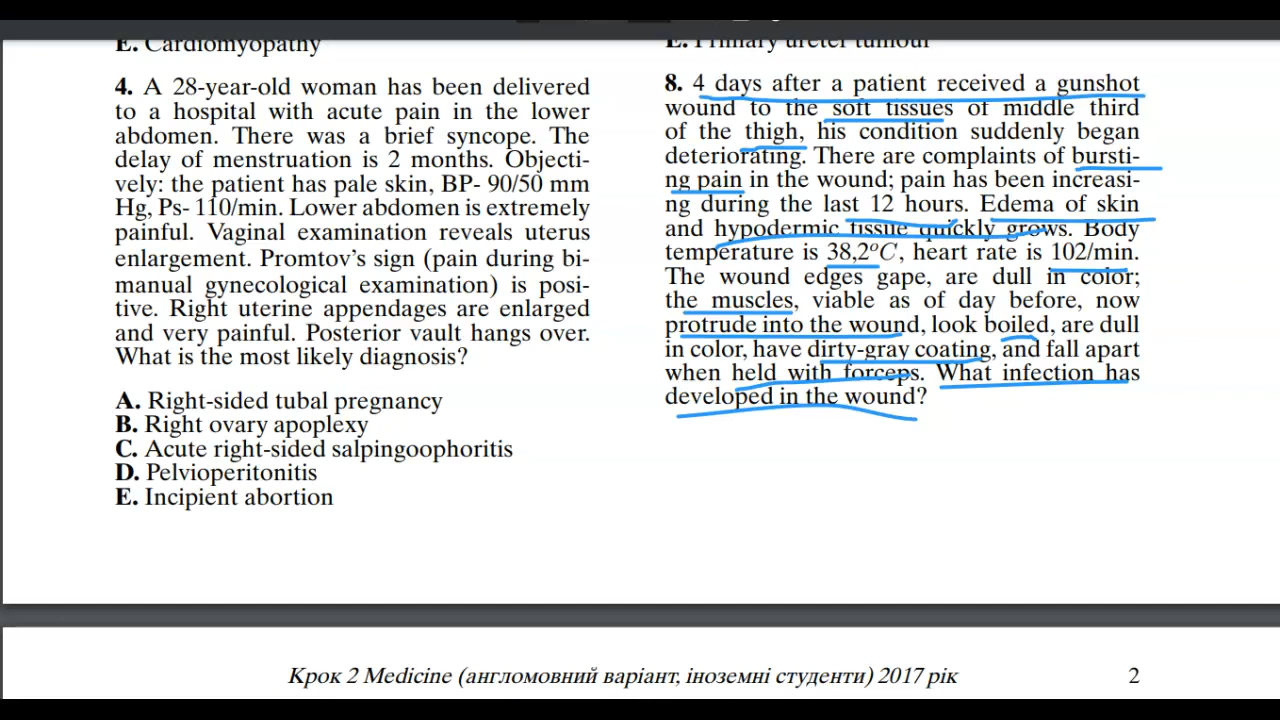 E. Cardiomyopathy
4. A 28-year-old woman has been delivered
to a hospital with acute pain in the lower
abdomen. There was a brief syncope. The
delay of menstruation is 2 months. Objecti-
vely: the patient has pale skin, BP- 90/50 mm
Hg, Ps- 110/min. Lower abdomen is extremely
painful. Vaginal examination reveals uterus
enlargement. Promtov's sign (pain during bi-
manual gynecological examination) is posi-
tive. Right uterine appendages are enlarged
and very painful. Posterior vault hangs over.
What is the most likely diagnosis?
A. Right-sided tubal pregnancy
B. Right ovary apoplexy
C. Acute right-sided salpingoophoritis
D. Pelvioperitonitis
E. Incipient abortion
E. Primary ureter tumour
8. 4 days after a patient received a gunshot
wound to the soft tissues of middle third
of the thigh, his condition suddenly began
deteriorating. There are complaints of bursti-
ng pain in the wound; pain has been increasi-
ng during the last 12 hours. Edema of skin
and hypodermic tissue quickly grows. Body
temperature is 38,2°C, heart rate is 102/min.
The wound edges gape, are dull in color;
the muscles, viable as of day before, now
protrude into the wound, look boiled, are dull
in color, have dirty-gray coating, and fall apart
when held with forceps. What infection has
developed in the wound?
Крок 2 Medicine (англомовний варіант, іноземні студенти) 2017 рік 2